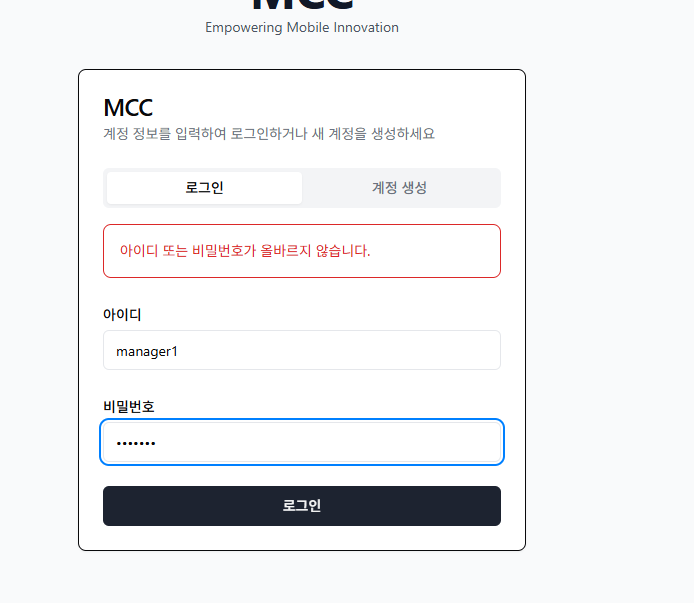 MCC
Empowering Mobile Innovation
MCC
계정 정보를 입력하여 로그인하거나 새 계정을 생성하세요
로그인 계정 생성
아이디 또는 비밀번호가 올바르지 않습니다.
아이디
manager1
비밀번호
•••••••
로그인